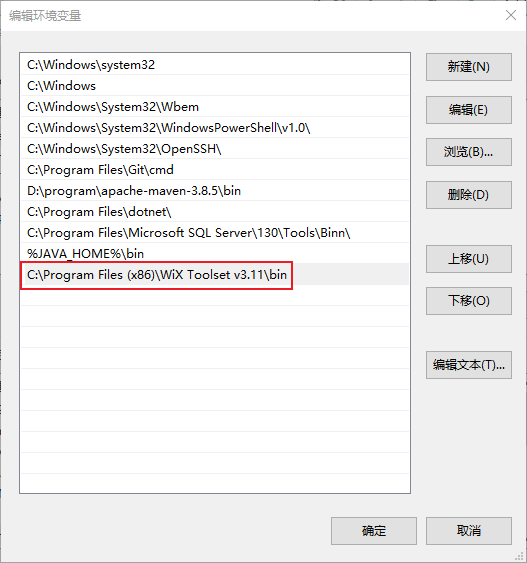 编辑环境变量
C:\Windows\system32
C:\Windows
C:\Windows\System32\Wbem
C:\Windows\System32\WindowsPowerShell\v1.0\
C:\Windows\System32\OpenSSH\
C:\Program Files\Git\cmd
D:\program\apache-maven-3.8.5\bin
C:\Program Files\dotnet\
C:\Program Files\Microsoft SQL Server\130\Tools\Binn\
%JAVA_HOME%\bin
C:\Program Files (x86)\WiX Toolset v3.11\bin
新建(N)
编辑(E)
浏览(B)...
删除(D)
上移(U)
下移(O)
编辑文本(T)...
确定
取消